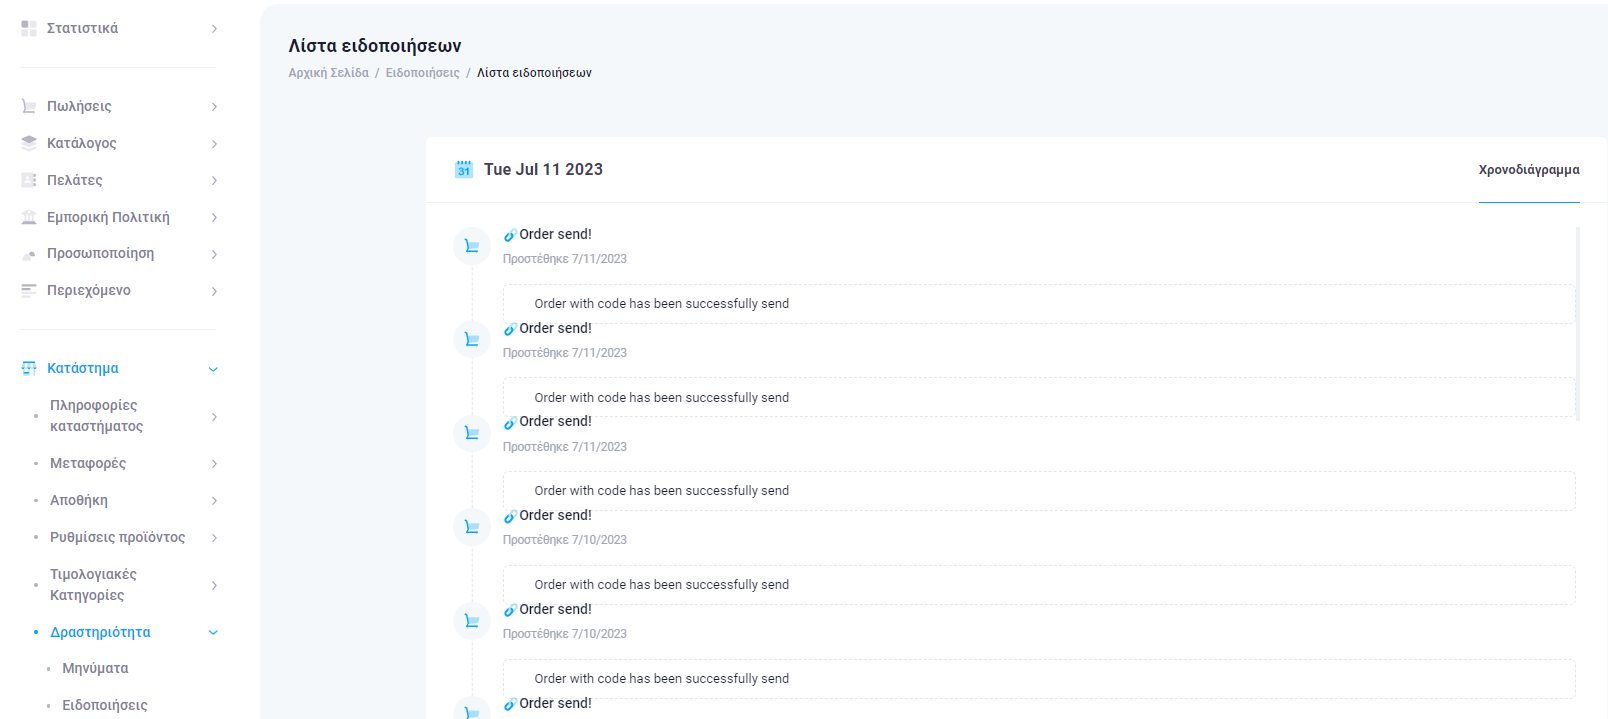 Στατιστικά
Πωλήσεις
Κατάλογος
Πελάτες
Εμπορική Πολιτική
Προσωποποίηση
Περιεχόμενο
Κατάστημα
Πληροφορίες
καταστήματος
Μεταφορές
Αποθήκη
Ρυθμίσεις προϊόντος
Τιμολογιακές
Κατηγορίες
Δραστηριότητα
Μηνύματα
Ειδοποιήσεις
Λίστα ειδοποιήσεων
Αρχική Σελίδα / Ειδοποιήσεις / Λίστα ειδοποιήσεων
31 Tue Jul 11 2023
Χρονοδιάγραμμα
Order send!
Προστέθηκε 7/11/2023
Order with code has been successfully send
Order send!
Προστέθηκε 7/11/2023
Order with code has been successfully send
Order send!
Προστέθηκε 7/11/2023
Order with code has been successfully send
Order send!
Προστέθηκε 7/10/2023
Order with code has been successfully send
Order send!
Προστέθηκε 7/10/2023
Order with code has been successfully send
Order send!